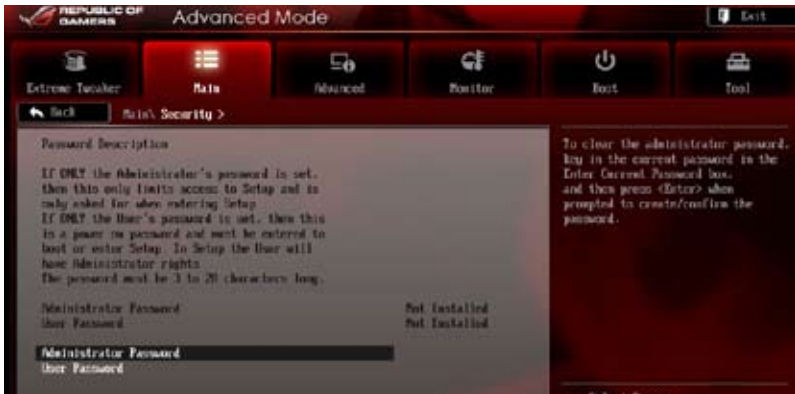 REPUBLIC OF
GAMERS
Advanced Mode
Exit
Extreme Tweaker
Main
Advanced
Monitor
Boot
Tool
Back
Main\ Security >
Password Description
If ONLY the Administrator's password is set,
then this only limits access to Setup and is
only asked for when entering Setup
If ONLY the User's password is set, then this
is a power on password and must be entered to
boot or enter Setup. In Setup the User will
have Administrator rights
The password must be 3 to 20 characters long.
Administrator Password Not Installed
User Password Not Installed
Administrator Password
User Password
To clear the administrator password,
key in the current password in the
Enter Current Password box,
and then press <Enter> when
prompted to create/confirm the
password.